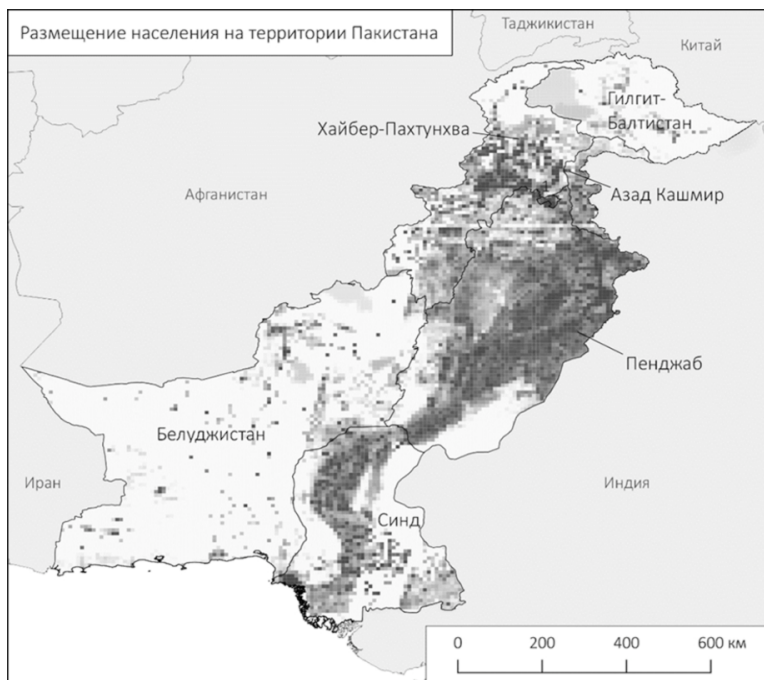 Размещение населения на территории Пакистана
Таджикистан
Китай
Гилгит-
Балтистан
Хайбер-Пахтунхва
Афганистан
Азад Кашмир
Пенджаб
Белуджистан
Иран
Индия
Синд
0 200 400 600 км